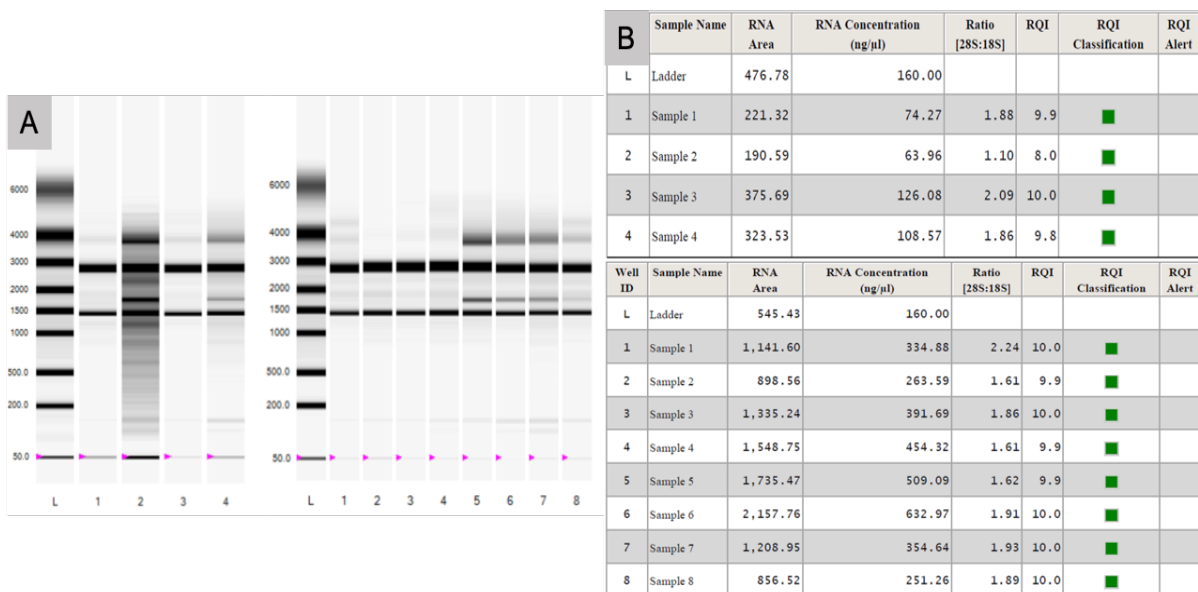 A
6000
4000
3000
2000
1500
1000
500.0
200.0
50.0
L 1 2 3 4
6000
4000
3000
2000
1500
1000
500.0
200.0
50.0
L 1 2 3 4 5 6 7 8
B
Sample Name RNA Area RNA Concentration (ng/µl) Ratio [28S:18S] RQI RQI Classification RQI Alert
L Ladder 476.78 160.00
1 Sample 1 221.32 74.27 1.88 9.9
2 Sample 2 190.59 63.96 1.10 8.0
3 Sample 3 375.69 126.08 2.09 10.0
4 Sample 4 323.53 108.57 1.86 9.8
Well ID Sample Name RNA Area RNA Concentration (ng/µl) Ratio [28S:18S] RQI RQI Classification RQI Alert
L Ladder 545.43 160.00
1 Sample 1 1,141.60 334.88 2.24 10.0
2 Sample 2 898.56 263.59 1.61 9.9
3 Sample 3 1,335.24 391.69 1.86 10.0
4 Sample 4 1,548.75 454.32 1.61 9.9
5 Sample 5 1,735.47 509.09 1.62 9.9
6 Sample 6 2,157.76 632.97 1.91 10.0
7 Sample 7 1,208.95 354.64 1.93 10.0
8 Sample 8 856.52 251.26 1.89 10.0